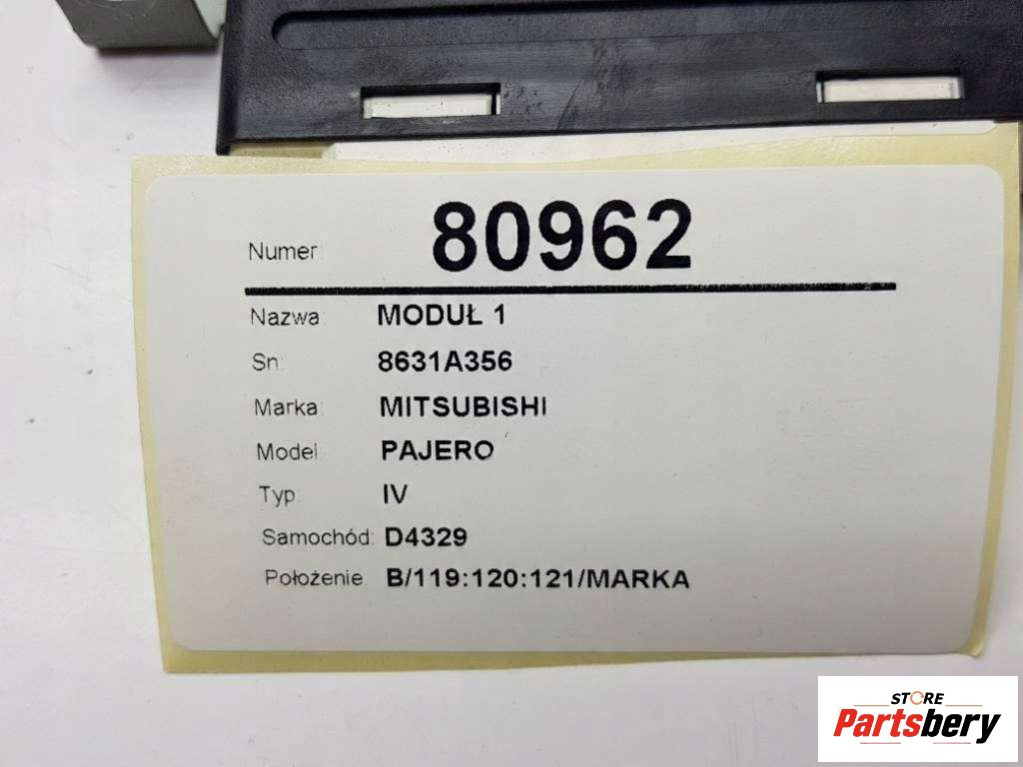 Numer: 80962
Nazwa: MODUŁ 1
Sn: 8631A356
Marka: MITSUBISHI
Model: PAJERO
Typ: IV
Samochód: D4329
Położenie: B/119:120:121/MARKA
STORE
Partsbery